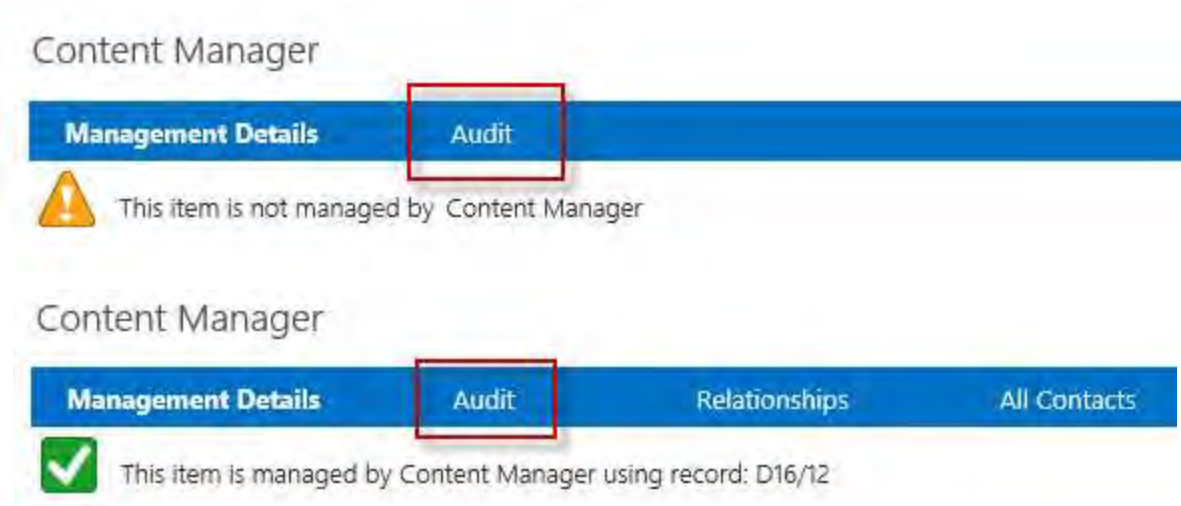 Content Manager
Management Details Audit
This item is not managed by Content Manager
Content Manager
Management Details Audit Relationships All Contacts
This item is managed by Content Manager using record: D16/12